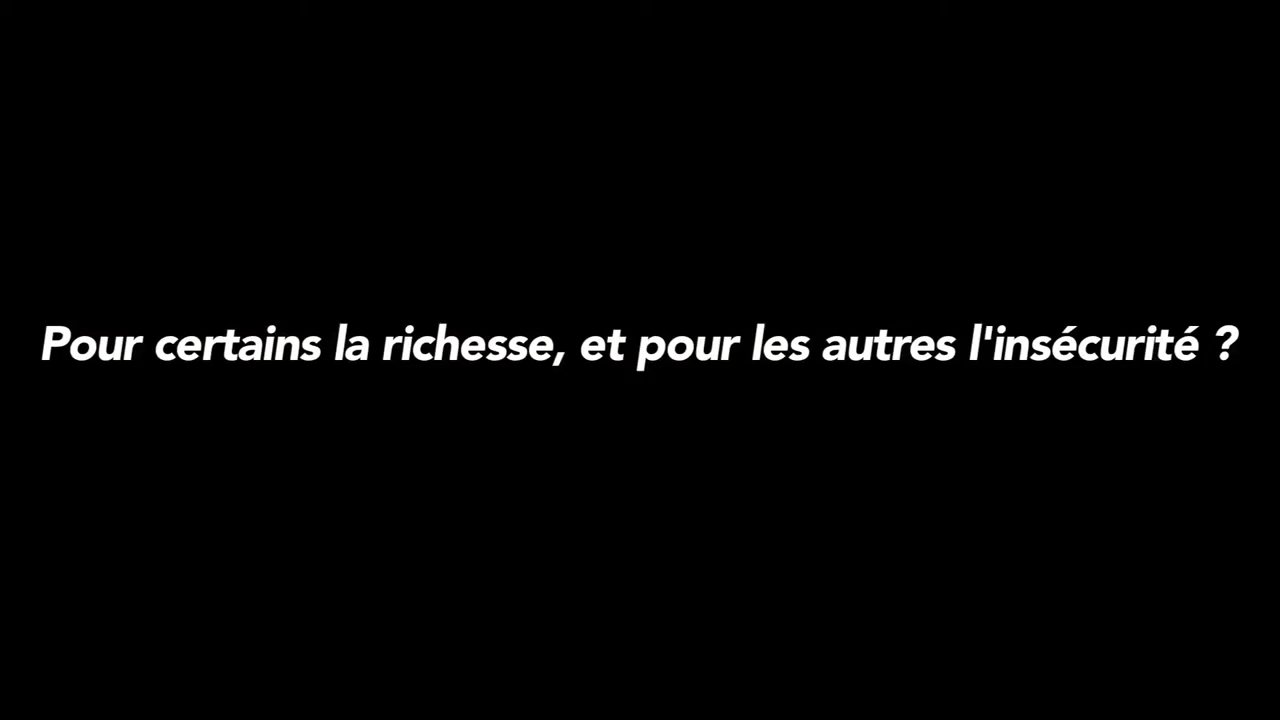 Pour certains la richesse, et pour les autres l'insécurité ?